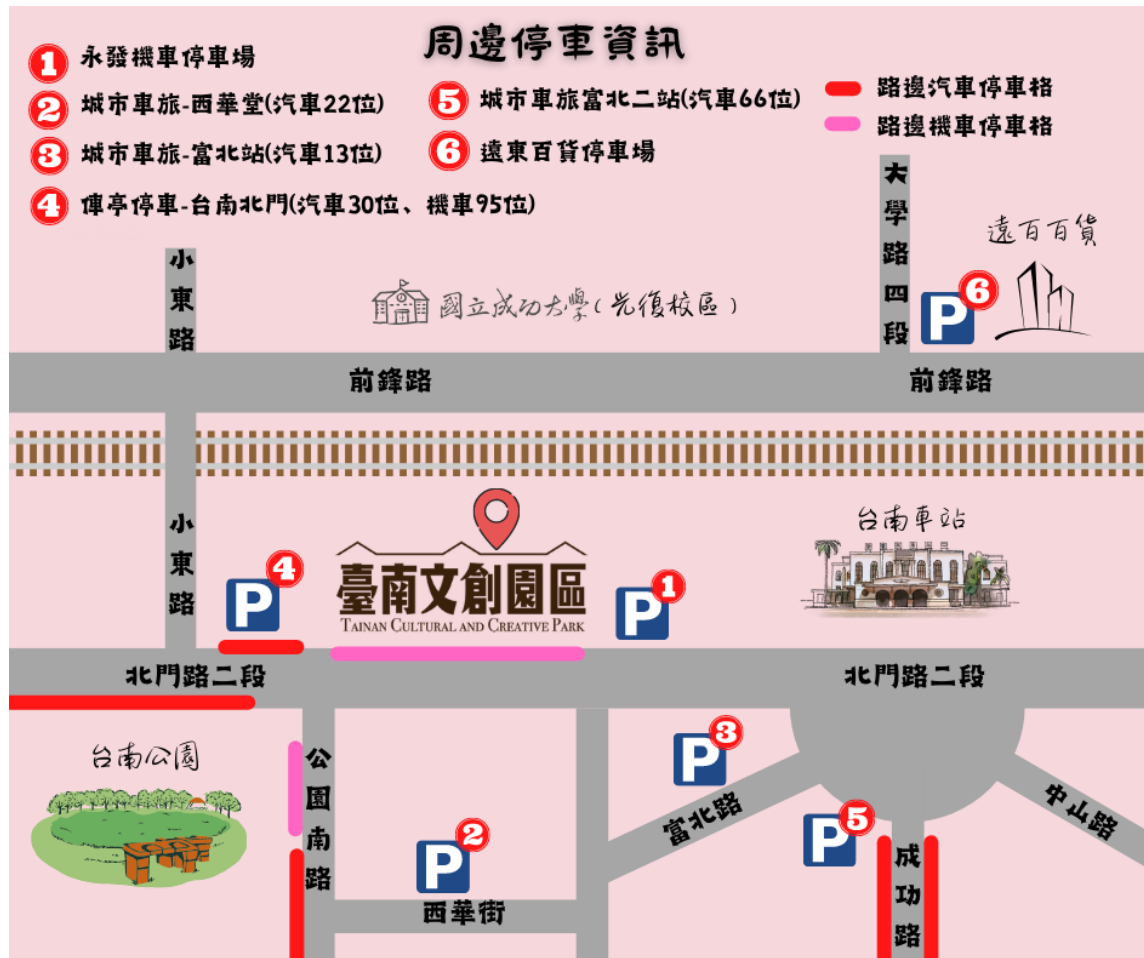 周邊停車資訊
1 永發機車停車場
2 城市車旅-西華堂(汽車22位)
3 城市車旅-富北站(汽車13位)
4 俥亭停車-台南北門(汽車30位、機車95位)
5 城市車旅富北二站(汽車66位)
6 遠東百貨停車場
路邊汽車停車格
路邊機車停車格
大學路四段
遠百百貨
P 6
小東路
國立成功大學(光復校區)
前鋒路
前鋒路
小東路
P 4
臺南文創園區
TAINAN CULTURAL AND CREATIVE PARK
P 1
台南車站
北門路二段
北門路二段
台南公園
公園南路
P 2
西華街
P 3
富北路
P 5
成功路
中山路